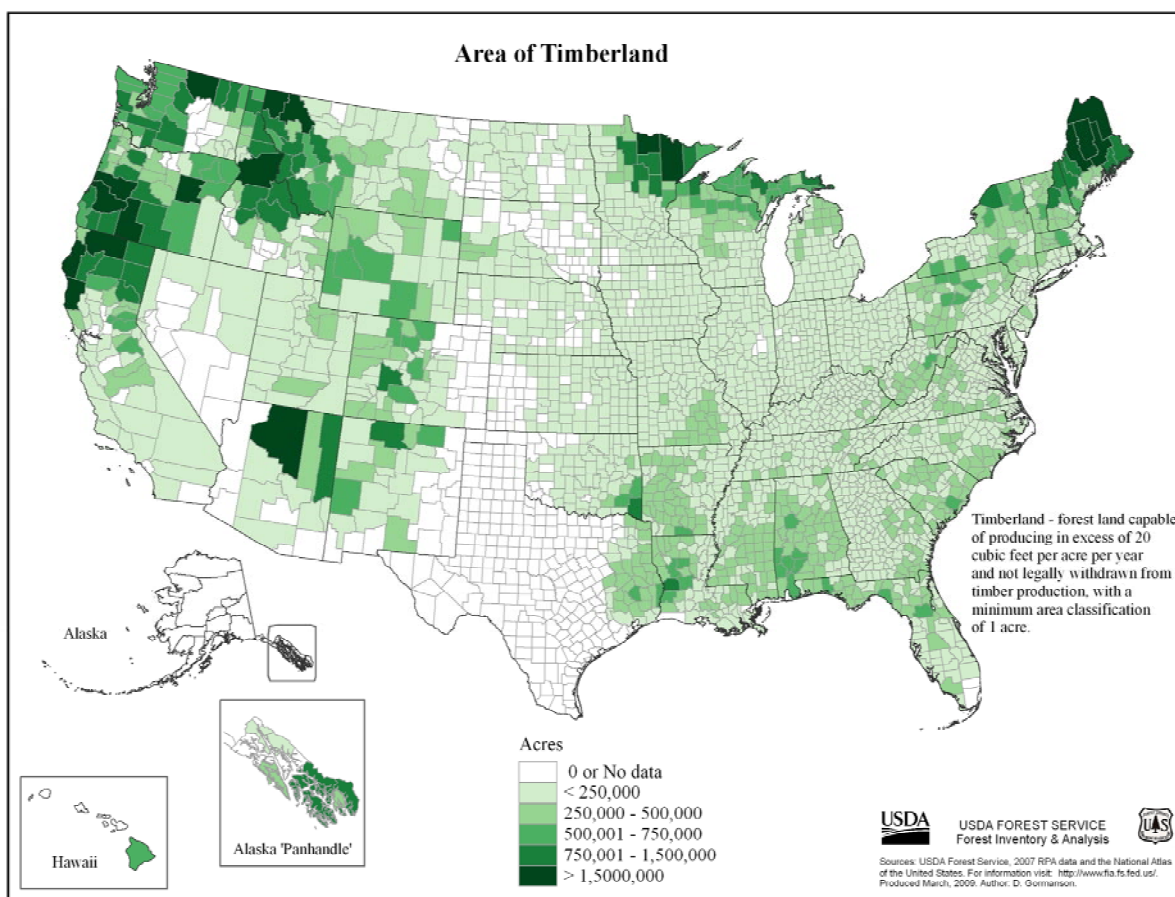 Area of Timberland
Timberland - forest land capable
of producing in excess of 20
cubic feet per acre per year
and not legally withdrawn from
timber production, with a
minimum area classification
of 1 acre.
Alaska
Hawaii
Alaska 'Panhandle'
Acres
0 or No data
< 250,000
250,000 - 500,000
500,001 - 750,000
750,001 - 1,500,000
> 1,5000,000
USDA
USDA FOREST SERVICE
Forest Inventory & Analysis
UAS
Sources: USDA Forest Service, 2007 RPA data and the National Atlas
of the United States. For information visit: http://www.fia.fs.fed.us/.
Produced March, 2009. Author: D. Gormanson.